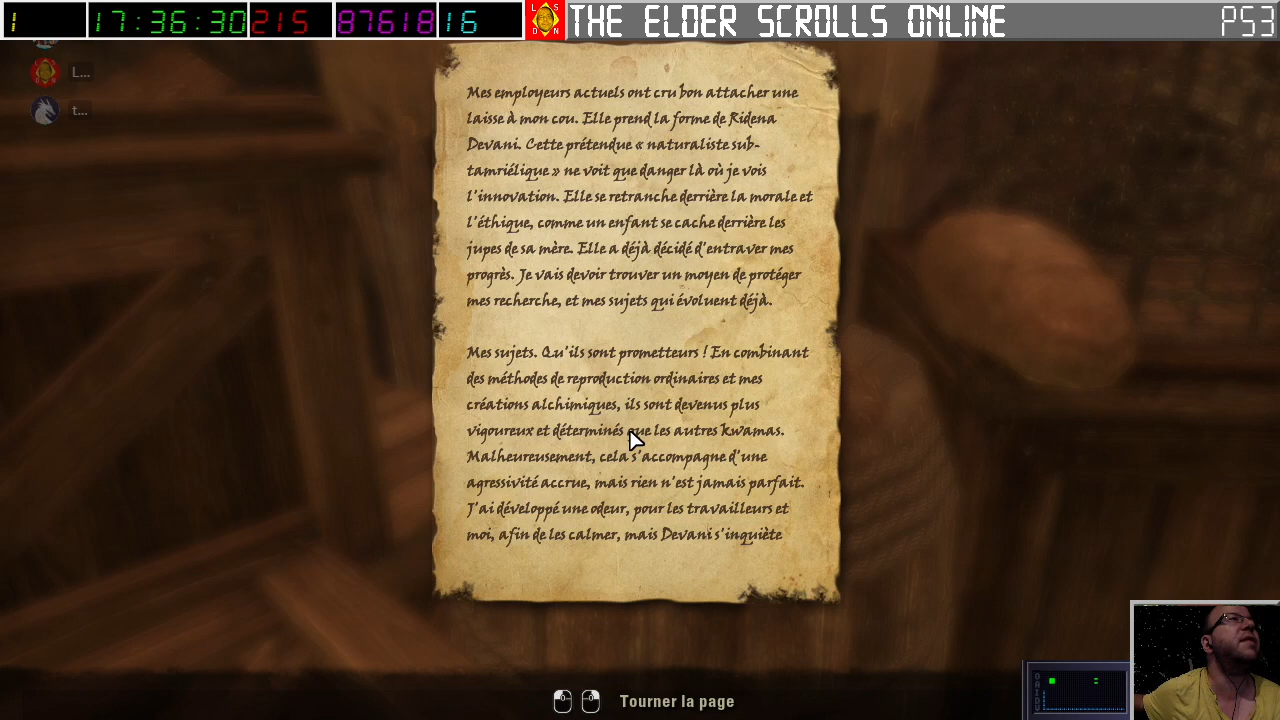 1 17:36:30 215 87618 16 L S D N THE ELDER SCROLLS ONLINE PS3
L...
t...
Mes employeurs actuels ont cru bon attacher une
laisse à mon cou. Elle prend la forme de Ridena
Devani. Cette prétendue « naturaliste sub-
tamriélique » ne voit que danger là où je vois
l'innovation. Elle se retranche derrière la morale et
l'éthique, comme un enfant se cache derrière les
jupes de sa mère. Elle a déjà décidé d'entraver mes
progrès. Je vais devoir trouver un moyen de protéger
mes recherche, et mes sujets qui évoluent déjà.
Mes sujets. Qu'ils sont prometteurs ! En combinant
des méthodes de reproduction ordinaires et mes
créations alchimiques, ils sont devenus plus
vigoureux et déterminés que les autres kwamas.
Malheureusement, cela s'accompagne d'une
agressivité accrue, mais rien n'est jamais parfait.
J'ai développé une odeur, pour les travailleurs et
moi, afin de les calmer, mais Devani s'inquiète
Tourner la page